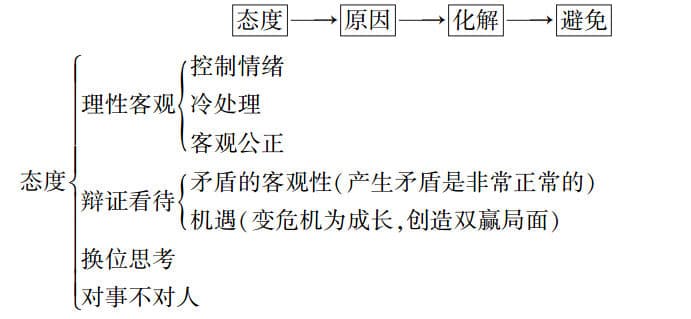 态度→原因→化解→避免
控制情绪
理性客观
冷处理
客观公正
态度
矛盾的客观性(产生矛盾是非常正常的)
辩证看待
机遇(变危机为成长,创造双赢局面)
换位思考
对事不对人